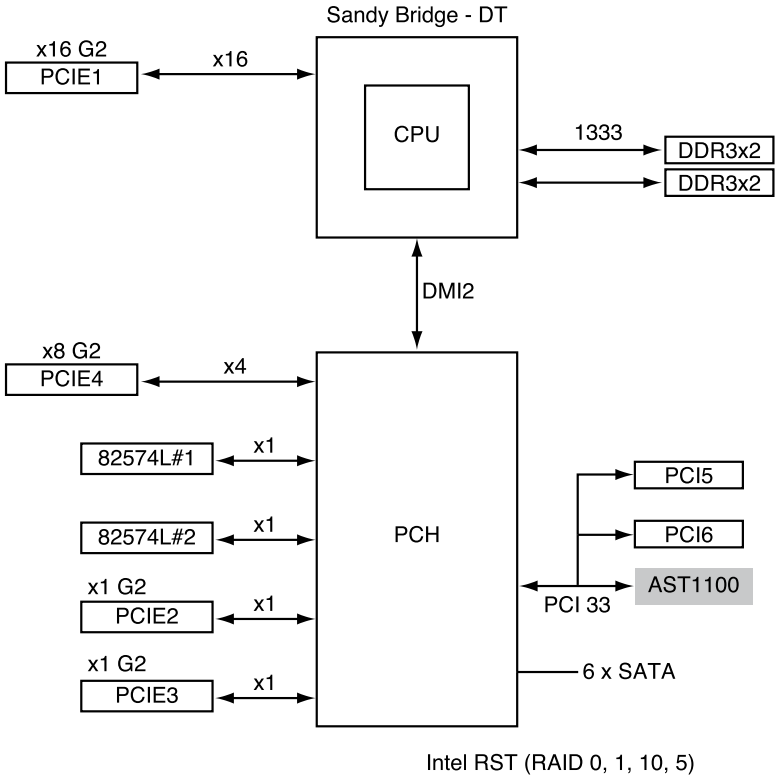 Sandy Bridge - DT
x16 G2
PCIE1
x16
CPU
1333
DDR3x2
DDR3x2
DMI2
x8 G2
PCIE4
x4
82574L#1
x1
PCI5
82574L#2
x1
PCH
PCI6
x1 G2
PCIE2
x1
AST1100
PCI 33
x1 G2
PCIE3
x1
6 x SATA
Intel RST (RAID 0, 1, 10, 5)